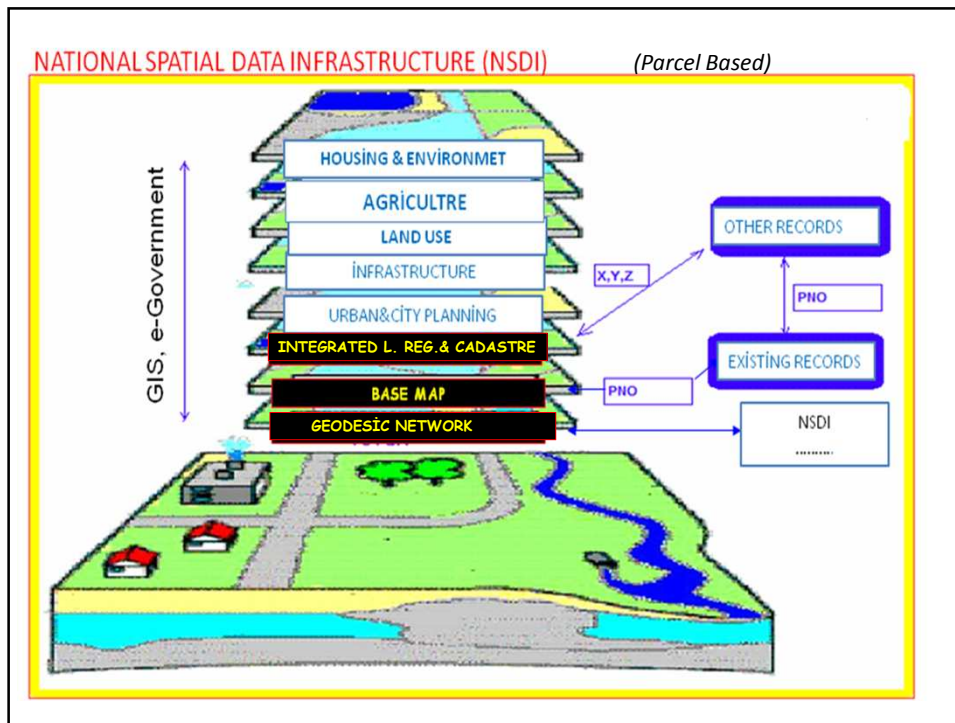 NATIONAL SPATIAL DATA INFRASTRUCTURE (NSDI) (Parcel Based)
GIS, e-Government
HOUSİNG & ENVİRONMET
AGRİCULTRE
LAND USE
İNFRASTRUCTURE
URBAN&CİTY PLANNİNG
INTEGRATED L. REG.& CADASTRE
BASE MAP
GEODESİC NETWORK
X,Y,Z
OTHER RECORDS
PNO
EXİSTİNG RECORDS
PNO
NSDI
..........